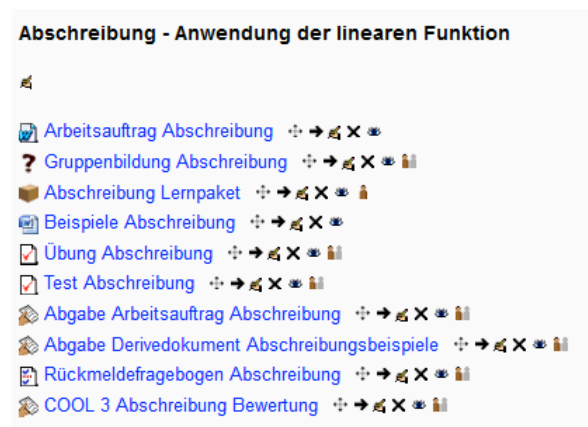 Abschreibung - Anwendung der linearen Funktion
Arbeitsauftrag Abschreibung
Gruppenbildung Abschreibung
Abschreibung Lernpaket
Beispiele Abschreibung
Übung Abschreibung
Test Abschreibung
Abgabe Arbeitsauftrag Abschreibung
Abgabe Derivedokument Abschreibungsbeispiele
Rückmeldefragebogen Abschreibung
COOL 3 Abschreibung Bewertung